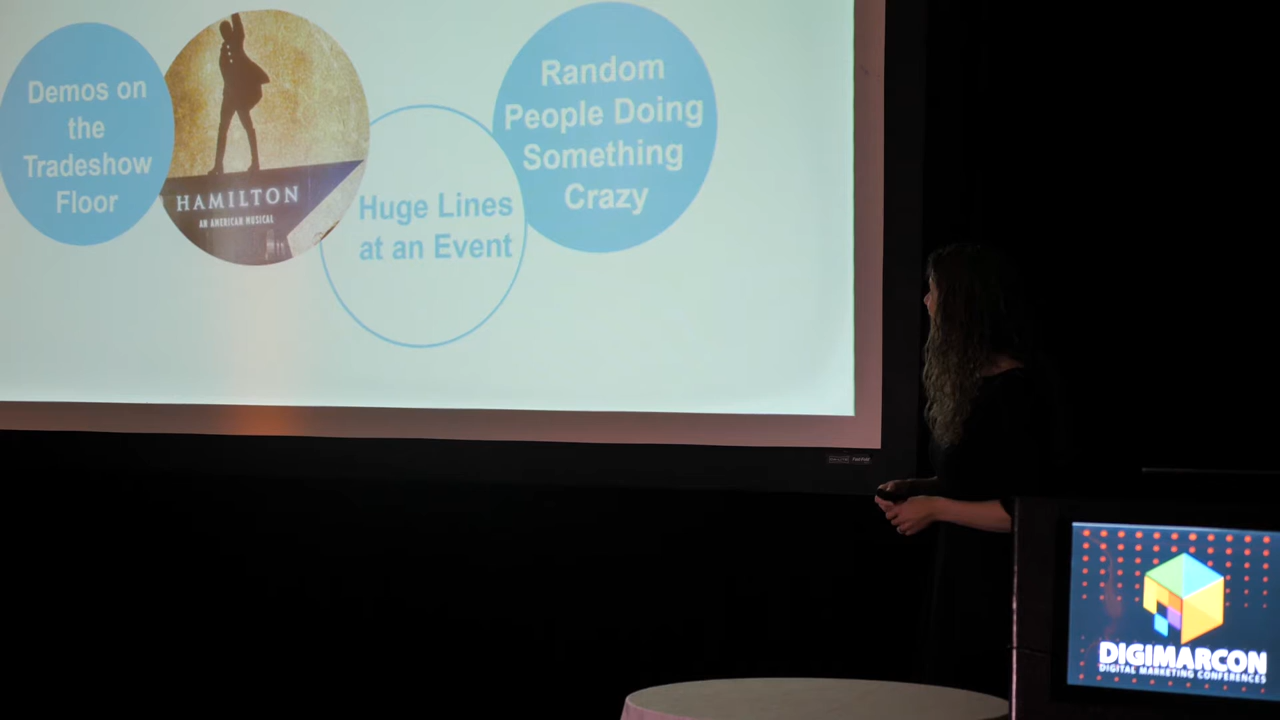 Demos on
the
Tradeshow
Floor
HAMILTON
AN AMERICAN MUSICAL
Huge Lines
at an Event
Random
People Doing
Something
Crazy
DIGIMARCON
DIGITAL MARKETING CONFERENCES